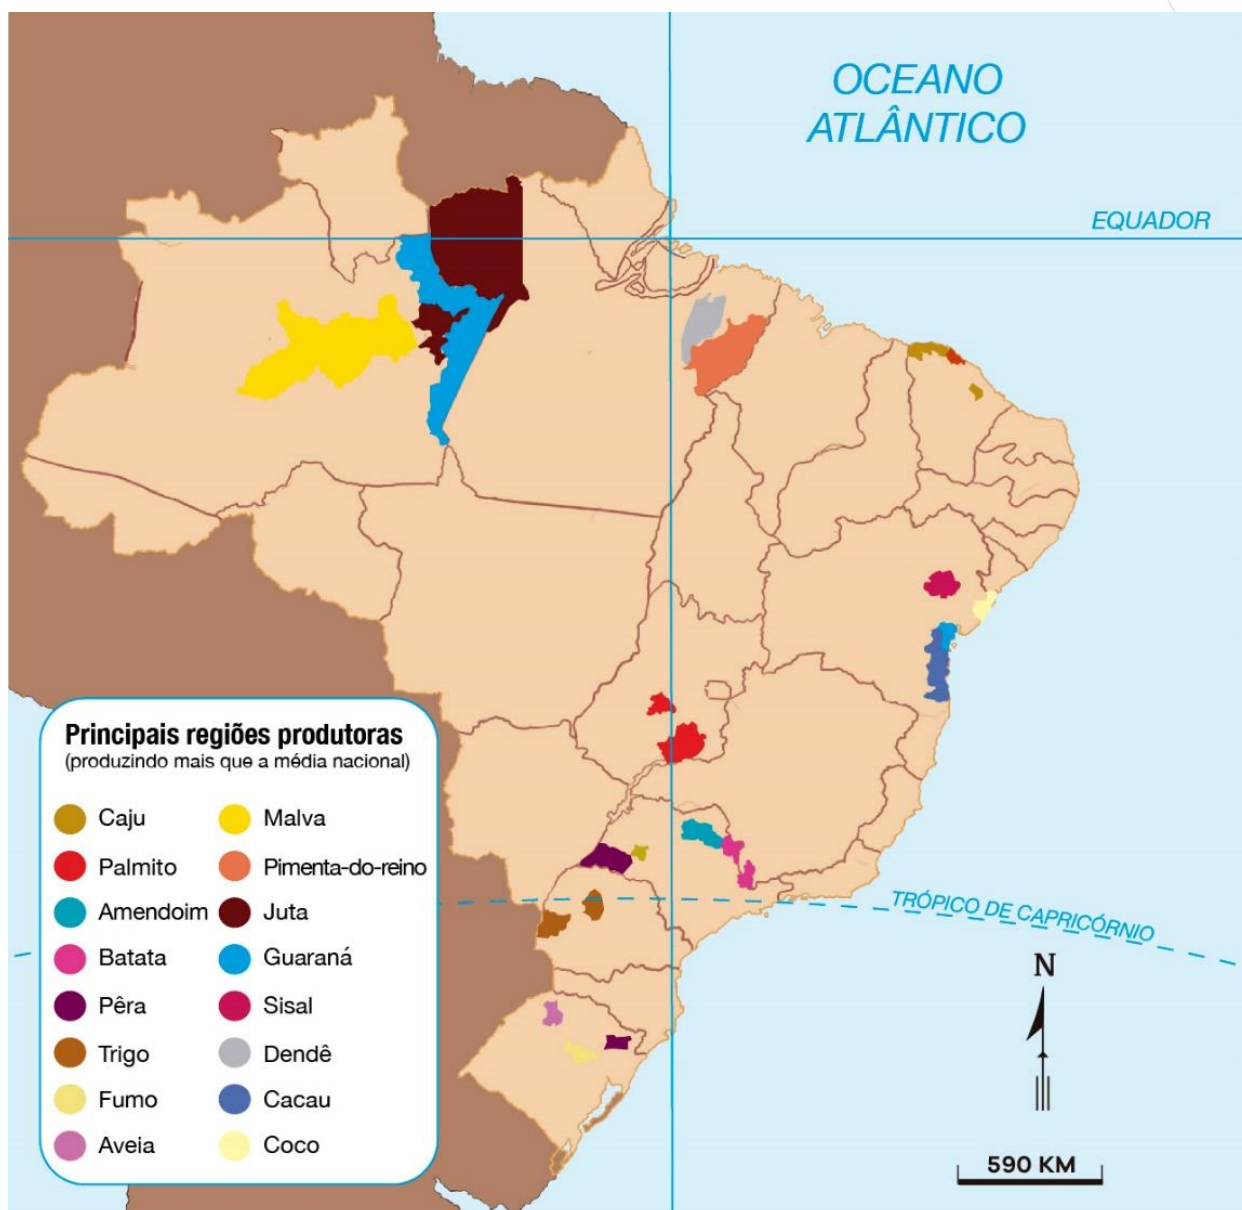 OCEANO
ATLÂNTICO
EQUADOR
TRÓPICO DE CAPRICÓRNIO
N
590 KM
Principais regiões produtoras
(produzindo mais que a média nacional)
Caju
Palmito
Amendoim
Batata
Pêra
Trigo
Fumo
Aveia
Malva
Pimenta-do-reino
Juta
Guaraná
Sisal
Dendê
Cacau
Coco